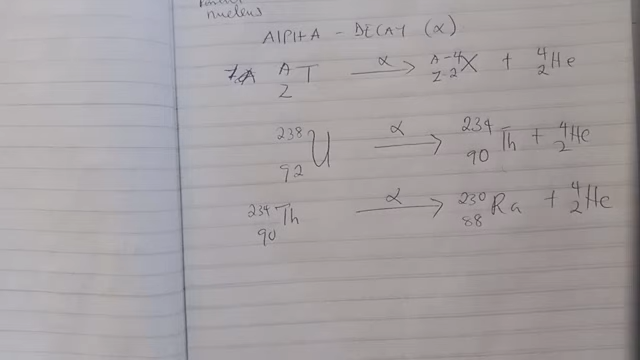 nucleus
AlPHA - DECAY (α)
A Z T α → A-4 Z-2 X + 4 2 He
238 92 U α → 234 90 Th + 4 2 He
234 90 Th α → 230 88 Ra + 4 2 He